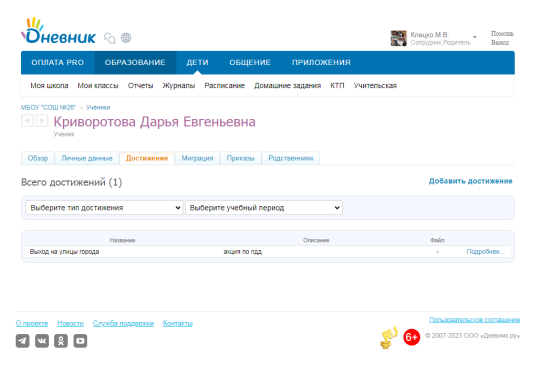 Dневник
Клецко М.В.
Сотрудник,Родитель
Помощь
Выход
ОПЛАТА PRO ОБРАЗОВАНИЕ ДЕТИ ОБЩЕНИЕ ПРИЛОЖЕНИЯ
Моя школа Мои классы Отчеты Журналы Расписание Домашние задания КТП Учительская
МБОУ "СОШ №26" › Ученики
Криворотова Дарья Евгеньевна
Ученик
Обзор Личные данные Достижения Миграция Приказы Родственники
Всего достижений (1)
Добавить достижение
Выберите тип достижения Выберите учебный период
Название Описание Файл
Выход на улицы города акция по пдд - Подробнее...
О проекте Новости Служба поддержки Контакты
Пользовательское соглашение
6+ © 2007-2023 ООО «Дневник.ру»